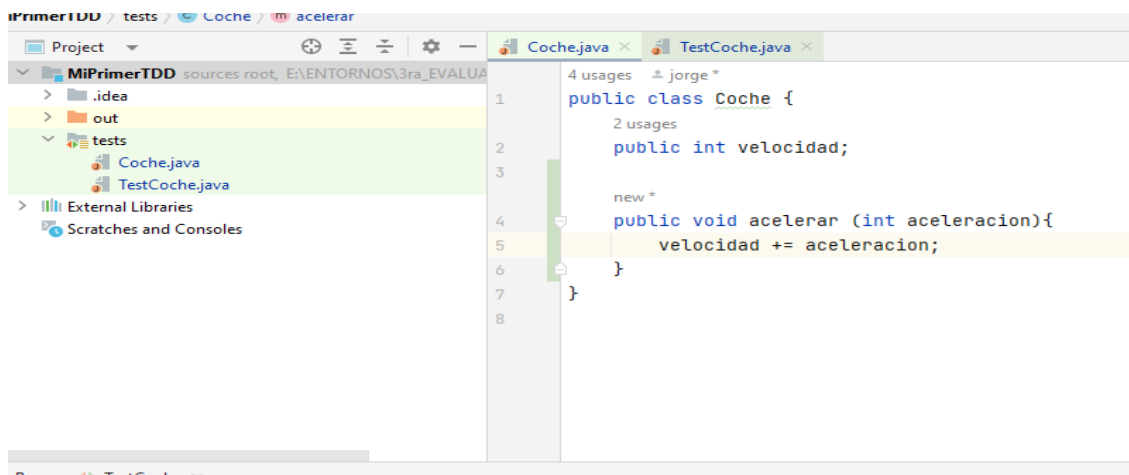 iPrimerTDD tests Coche acelerar
Project
Coche.java
TestCoche.java
MiPrimerTDD sources root, E:\ENTORNOS\3ra_EVALUA
.idea
out
tests
Coche.java
TestCoche.java
External Libraries
Scratches and Consoles
4 usages jorge *
1 public class Coche {
2 usages
2 public int velocidad;
3
new *
4 public void acelerar (int aceleracion){
5 velocidad += aceleracion;
6 }
7 }
8